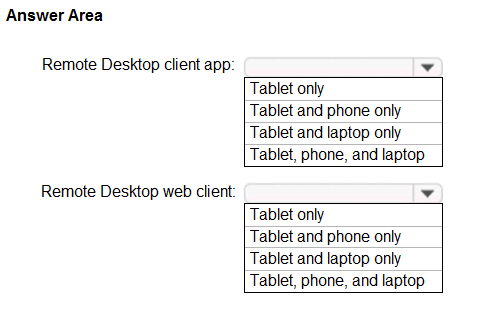 Answer Area
Remote Desktop client app:
Tablet only
Tablet and phone only
Tablet and laptop only
Tablet, phone, and laptop
Remote Desktop web client:
Tablet only
Tablet and phone only
Tablet and laptop only
Tablet, phone, and laptop